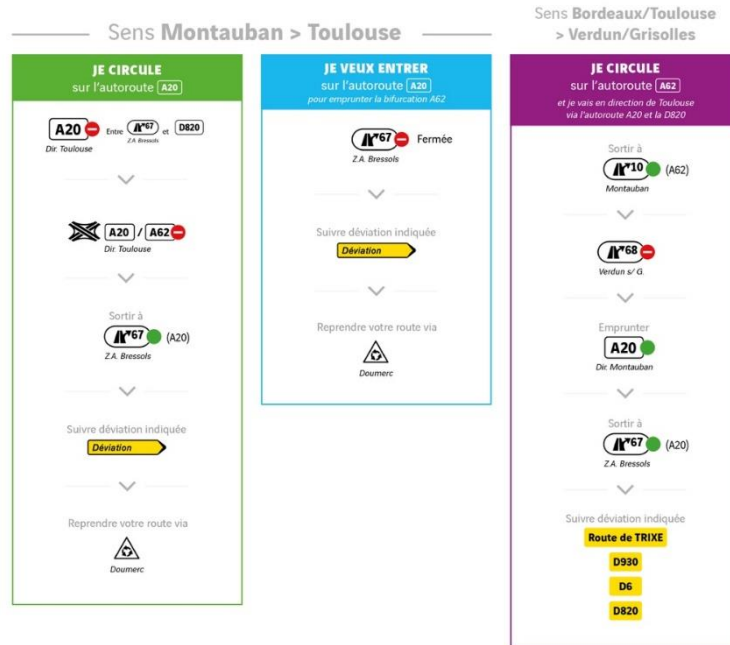 Sens Montauban > Toulouse
JE CIRCULE
sur l'autoroute A20
A20 Entre 67 et D820
Z.A. Bressols
Dir. Toulouse
A20 / A62
Dir. Toulouse
Sortir à
67 (A20)
Z.A. Bressols
Suivre déviation indiquée
Déviation
Reprendre votre route via
Doumerc
JE VEUX ENTRER
sur l'autoroute A20
pour emprunter la bifurcation A62
67 Fermée
Z.A. Bressols
Suivre déviation indiquée
Déviation
Reprendre votre route via
Doumerc
Sens Bordeaux/Toulouse
> Verdun/Grisolles
JE CIRCULE
sur l'autoroute A62
et je vais en direction de Toulouse
via l'autoroute A20 et la D820
Sortir à
10 (A62)
Montauban
68
Verdun s/ G.
Emprunter
A20
Dir. Montauban
Sortir à
67 (A20)
Z.A. Bressols
Suivre déviation indiquée
Route de TRIXE
D930
D6
D820